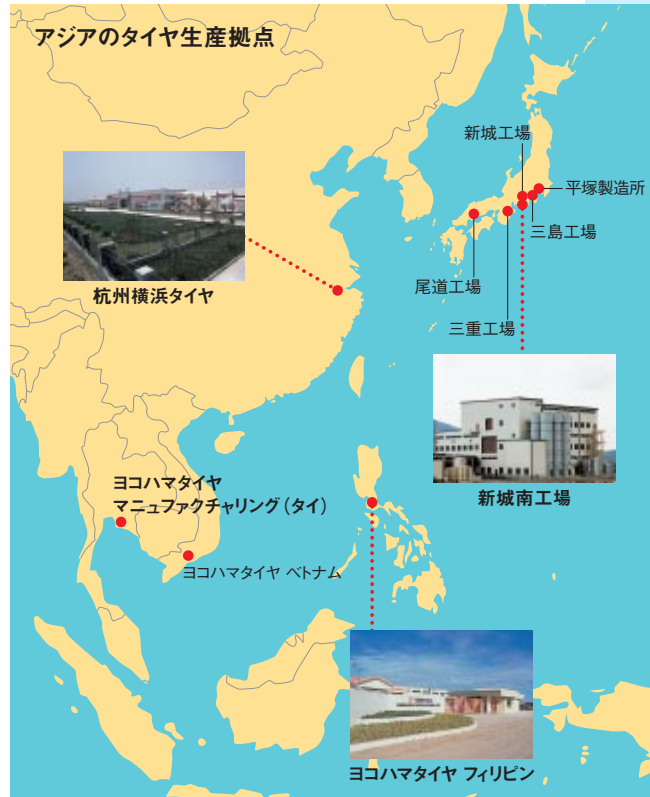 アジアのタイヤ生産拠点
新城工場
平塚製造所
三島工場
尾道工場
三重工場
杭州横浜タイヤ
新城南工場
ヨコハマタイヤ
マニュファクチャリング(タイ)
ヨコハマタイヤ ベトナム
ヨコハマタイヤ フィリピン